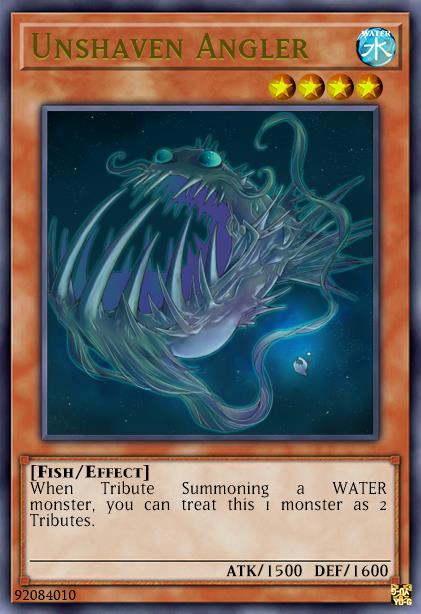 UNSHAVEN ANGLER
WATER
水
[FISH/EFFECT]
When Tribute Summoning a WATER
monster, you can treat this 1 monster as 2
Tributes.
ATK/1500 DEF/1600
92084010